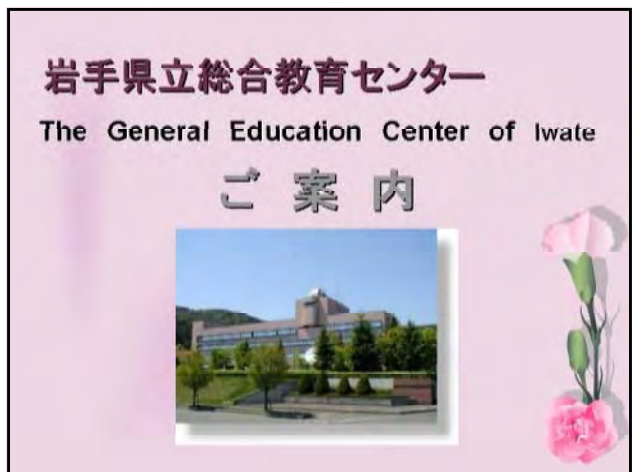 岩手県立総合教育センター
The General Education Center of Iwate
ご案内